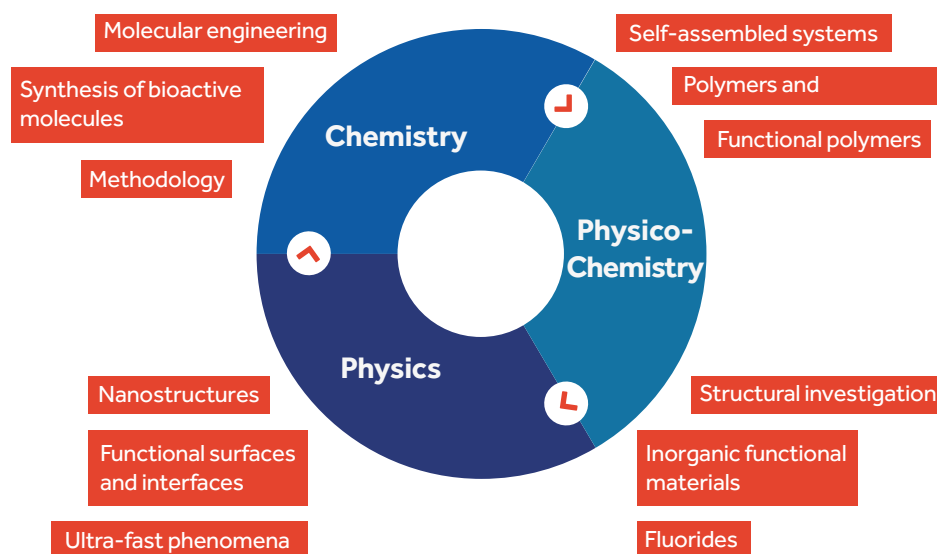 Molecular engineering
Synthesis of bioactive
molecules
Methodology
Self-assembled systems
Polymers and
Functional polymers
Chemistry
Physico-
Chemistry
Physics
Nanostructures
Functional surfaces
and interfaces
Ultra-fast phenomena
Structural investigation
Inorganic functional
materials
Fluorides